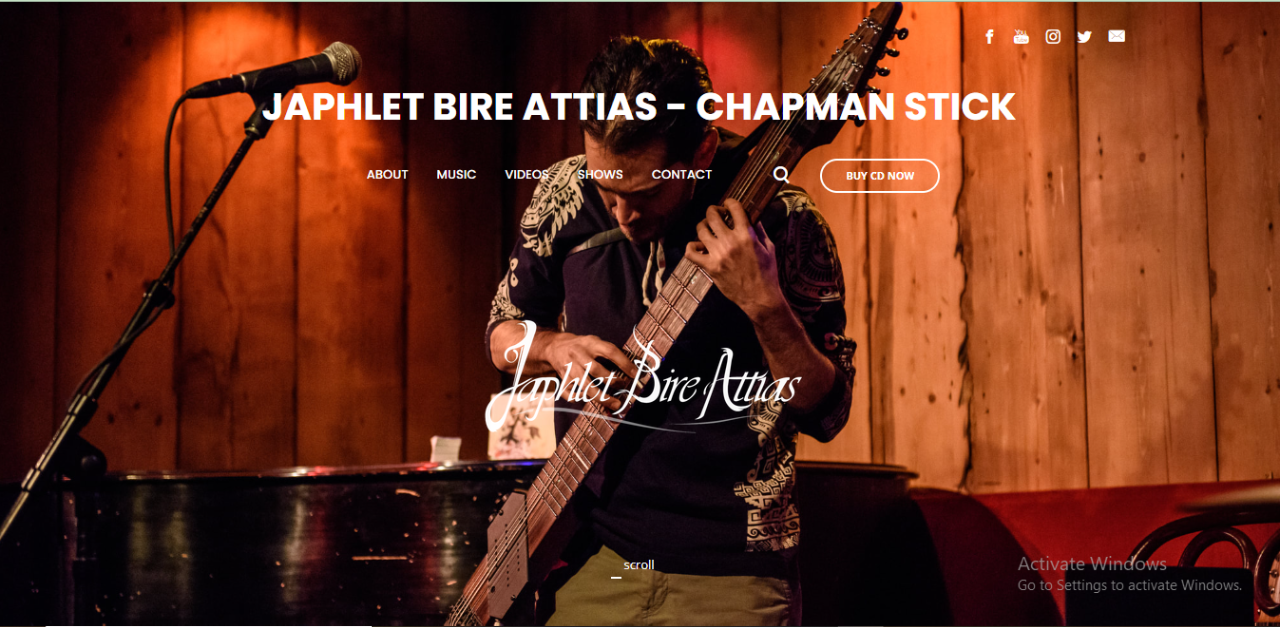 JAPHLET BIRE ATTIAS - CHAPMAN STICK
ABOUT MUSIC VIDEOS SHOWS CONTACT BUY CD NOW
Japhlet Bire Attias
scroll
Activate Windows
Go to Settings to activate Windows.